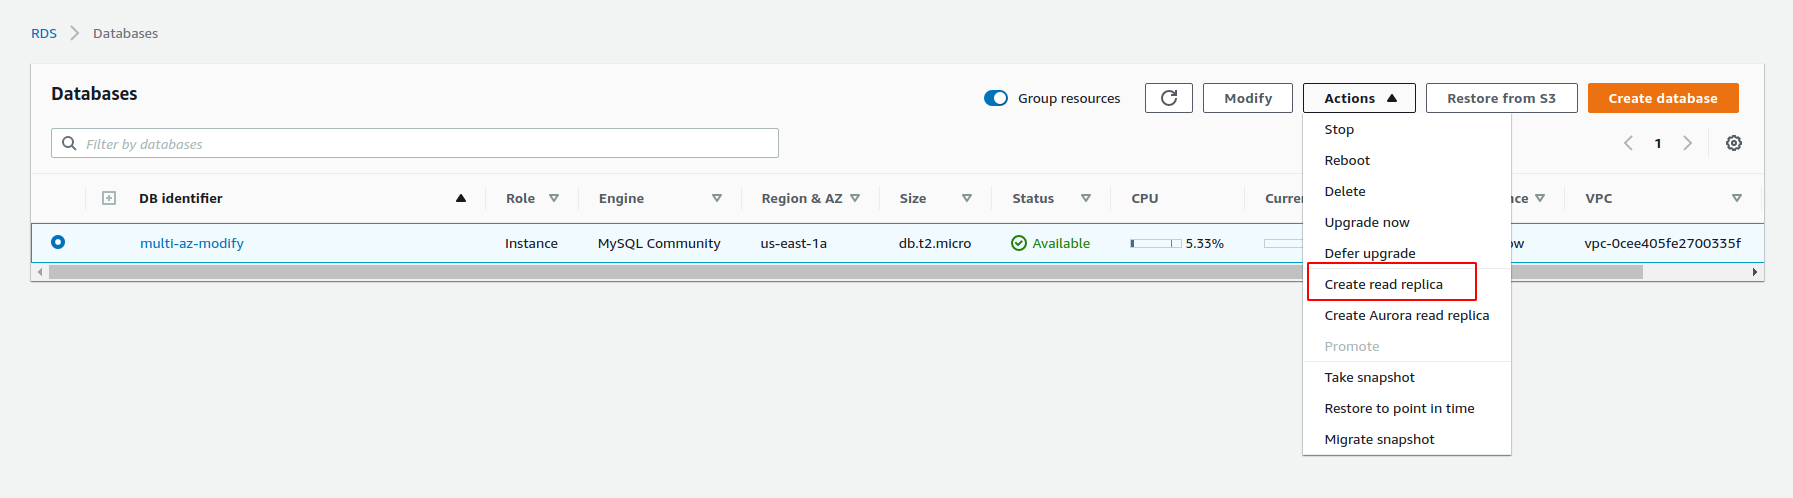 RDS > Databases
Databases
Group resources
Modify
Actions
Restore from S3
Create database
Filter by databases
1
DB identifier Role Engine Region & AZ Size Status CPU VPC
multi-az-modify Instance MySQL Community us-east-1a db.t2.micro Available 5.33% vpc-0cee405fe2700335f
Stop
Reboot
Delete
Upgrade now
Defer upgrade
Create read replica
Create Aurora read replica
Promote
Take snapshot
Restore to point in time
Migrate snapshot